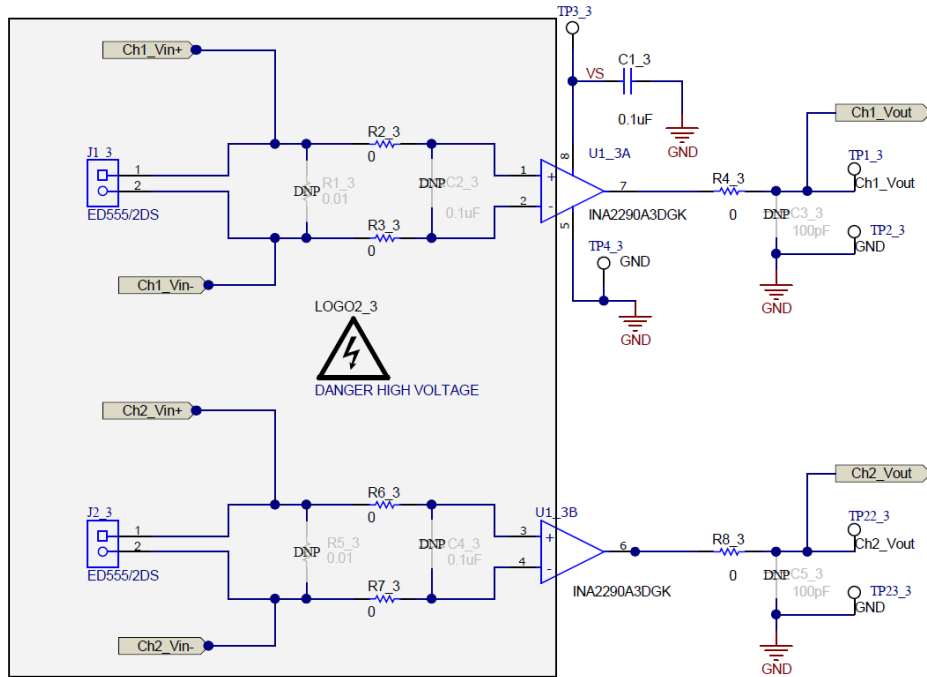 TP3_3
Ch1_Vin+
C1_3
VS
0.1uF
GND
Ch1_Vout
R2_3
0
U1_3A
8
J1_3
1
2
ED555/2DS
DNP
R1_3
0.01
DNP
C2_3
0.1uF
1
+
2
-
7
INA2290A3DGK
5
R4_3
0
TP1_3
Ch1_Vout
DNP
C3_3
100pF
TP2_3
GND
R3_3
0
TP4_3
GND
Ch1_Vin-
GND
GND
LOGO2_3
DANGER HIGH VOLTAGE
Ch2_Vin+
Ch2_Vout
R6_3
0
U1_3B
J2_3
1
2
ED555/2DS
DNP
R5_3
0.01
DNP
C4_3
0.1uF
3
+
4
-
6
INA2290A3DGK
R8_3
0
TP22_3
Ch2_Vout
DNP
C5_3
100pF
TP23_3
GND
R7_3
0
Ch2_Vin-
GND